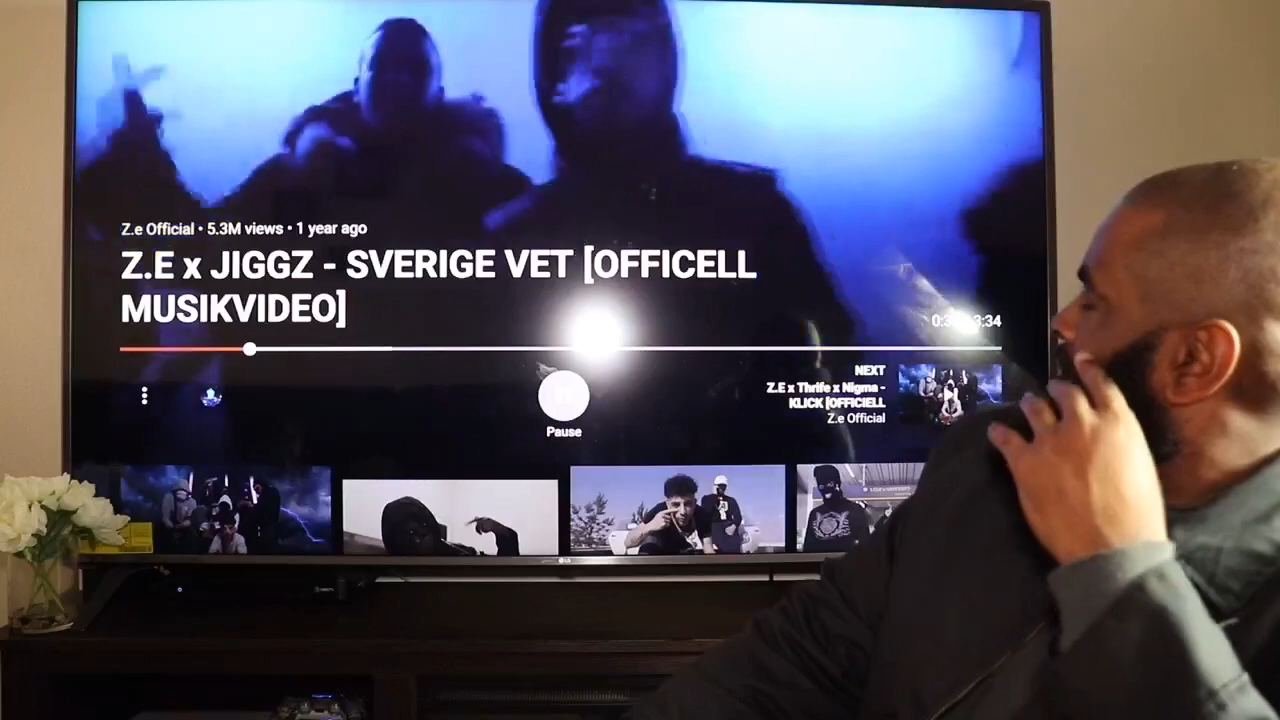 Z.e Official • 5.3M views • 1 year ago
Z.E x JIGGZ - SVERIGE VET [OFFICELL
MUSIKVIDEO]
3:34
NEXT
Z.E x Thrife x Nigma -
KLICK [OFFICIELL
Z.e Official
Pause
LG